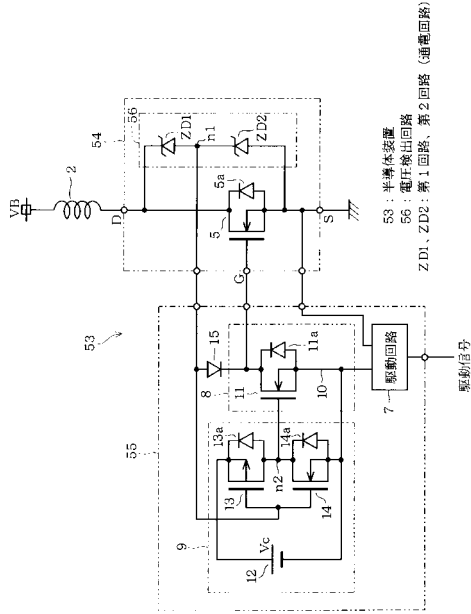 53
VB
2
54
56
D
ZD1
n1
ZD2
5
5a
S
G
55
15
8
11
11a
10
9
13
13a
n2
14
14a
12
Vc
駆動回路
7
駆動信号
53 : 半導体装置
56 : 電圧検出回路
ZD1、ZD2 : 第1回路、第2回路 (通電回路)